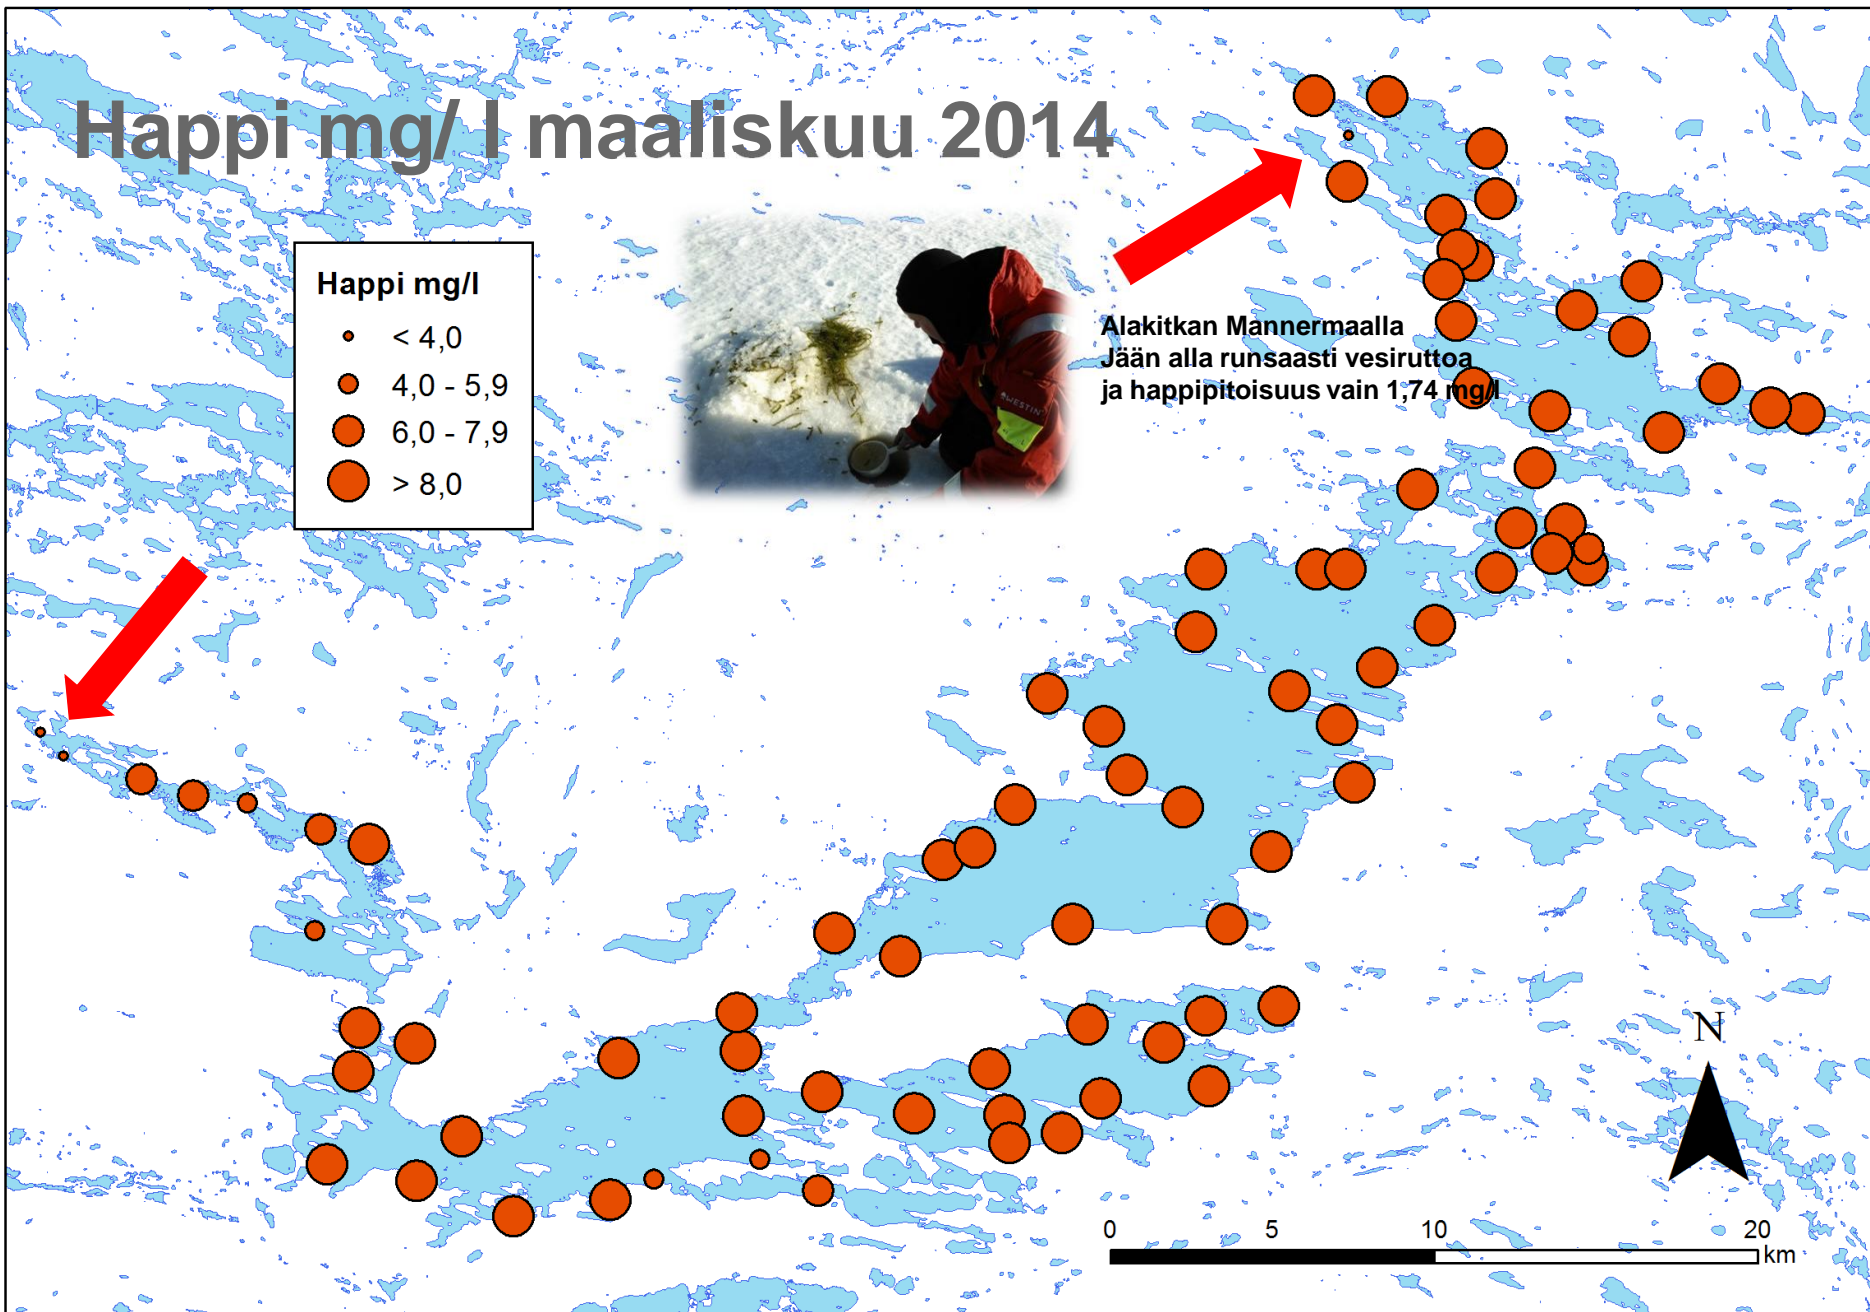 Happi mg/ l maaliskuu 2014
Happi mg/l
< 4,0
4,0 - 5,9
6,0 - 7,9
> 8,0
WESTIN
Alakitkan Mannermaalla
Jään alla runsaasti vesiruttoa
ja happipitoisuus vain 1,74 mg/l
N
0 5 10 20
km